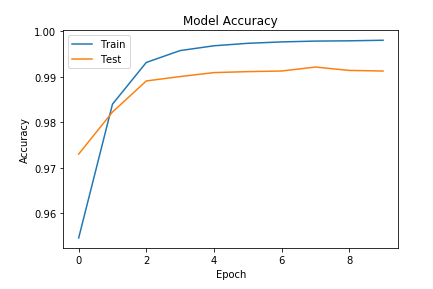 Model Accuracy
1.00
0.99
0.98
0.97
0.96
Accuracy
Train
Test
0 2 4 6 8
Epoch